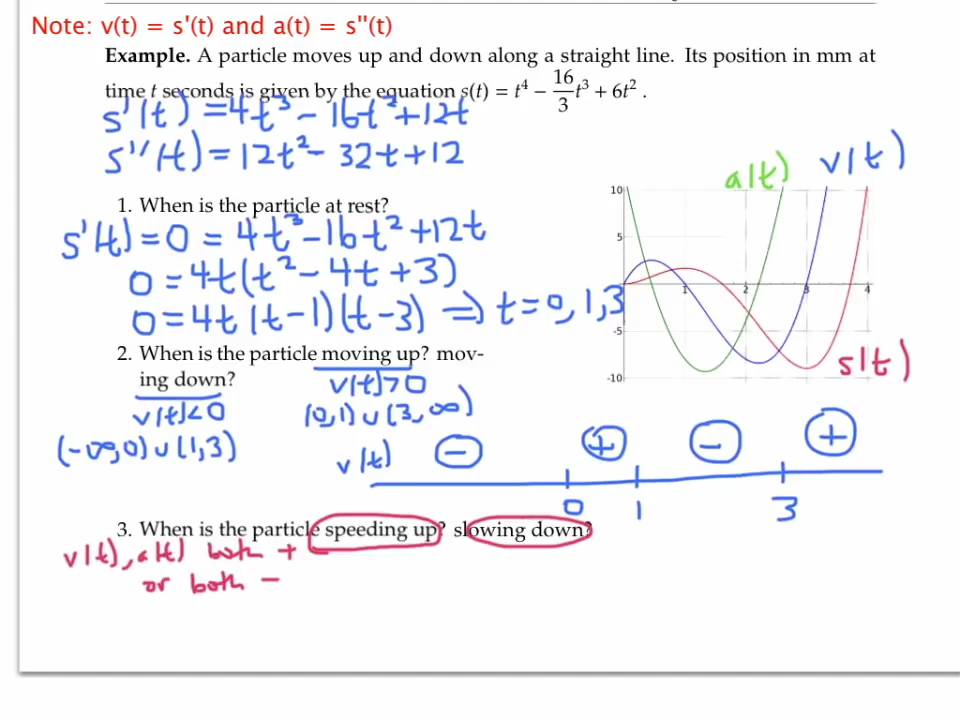 Note: v(t) = s'(t) and a(t) = s''(t)
Example. A particle moves up and down along a straight line. Its position in mm at
time t seconds is given by the equation s(t) = t⁴ − 16/3 t³ + 6t² .
s'(t) = 4t³ − 16t² + 12t
s''(t) = 12t² − 32t + 12
a(t) v(t)
1. When is the particle at rest?
s'(t) = 0 = 4t³ − 16t² + 12t
0 = 4t(t² − 4t + 3)
0 = 4t(t−1)(t−3) ⇒ t = 0, 1, 3
10
5
1 2 3 4
-5
-10
s(t)
2. When is the particle moving up? mov-
ing down?
v(t) > 0
v(t) < 0
(0,1) ∪ (3, ∞)
(−∞,0) ∪ (1,3)
v(t) − + − +
0 1 3
3. When is the particle speeding up? slowing down?
v(t), a(t) both +
or both −